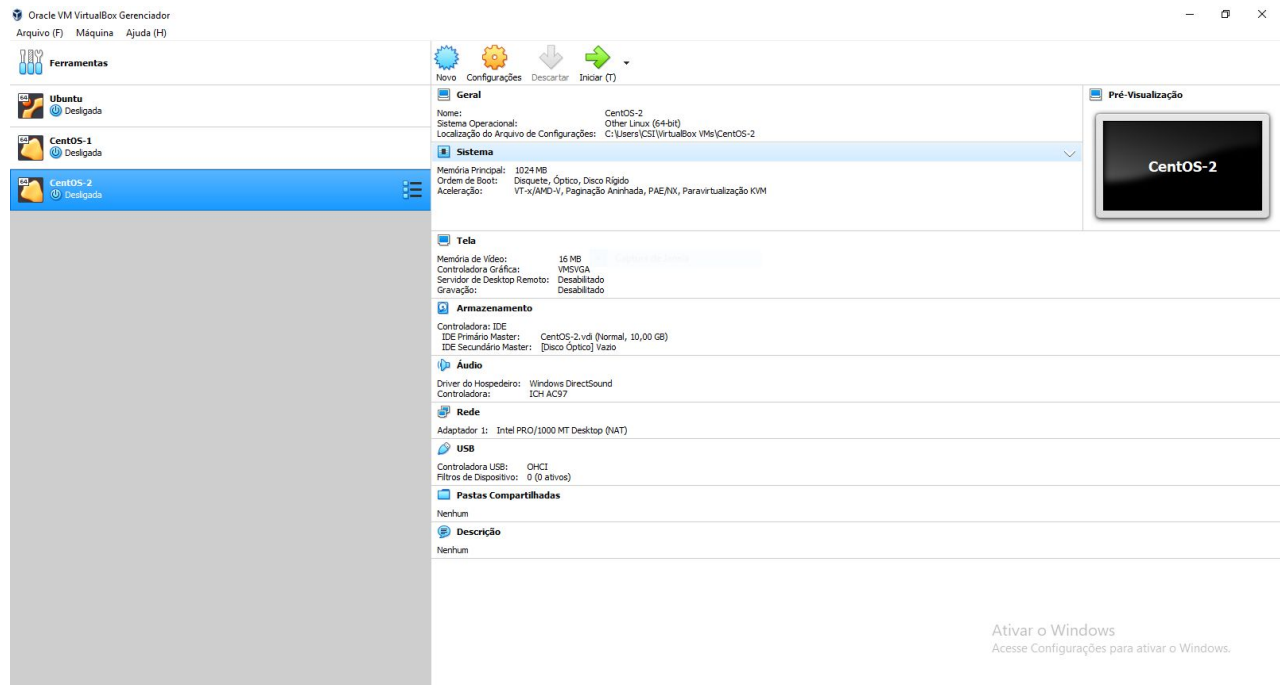 Oracle VM VirtualBox Gerenciador
Arquivo (F) Máquina Ajuda (H)
Ferramentas
64 Ubuntu
Desligada
64 CentOS-1
Desligada
64 CentOS-2
Desligada
Novo Configurações Descartar Iniciar (T)
Geral
Nome: CentOS-2
Sistema Operacional: Other Linux (64-bit)
Localização do Arquivo de Configurações: C:\Users\CSI\VirtualBox VMs\CentOS-2
Sistema
Memória Principal: 1024 MB
Ordem de Boot: Disquete, Óptico, Disco Rígido
Aceleração: VT-x/AMD-V, Paginação Aninhada, PAE/NX, Paravirtualização KVM
Pré-Visualização
CentOS-2
Tela
Memória de Vídeo: 16 MB
Controladora Gráfica: VMSVGA
Servidor de Desktop Remoto: Desabilitado
Gravação: Desabilitado
Armazenamento
Controladora: IDE
IDE Primário Master: CentOS-2.vdi (Normal, 10,00 GB)
IDE Secundário Master: [Disco Óptico] Vazio
Áudio
Driver do Hospedeiro: Windows DirectSound
Controladora: ICH AC97
Rede
Adaptador 1: Intel PRO/1000 MT Desktop (NAT)
USB
Controladora USB: OHCI
Filtros de Dispositivo: 0 (0 ativos)
Pastas Compartilhadas
Nenhum
Descrição
Nenhum
Ativar o Windows
Acesse Configurações para ativar o Windows.